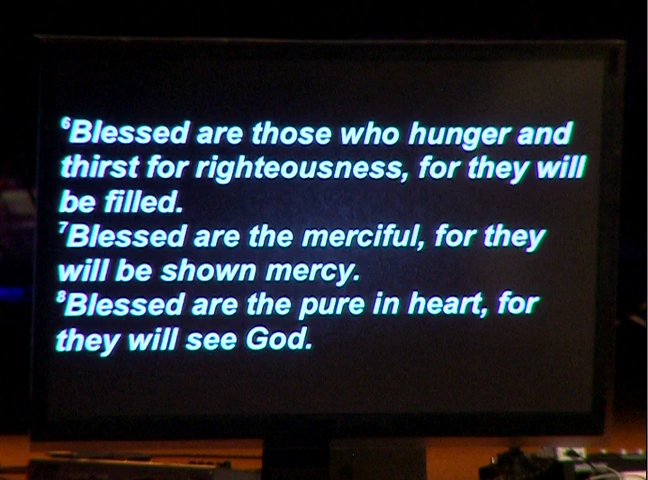 ⁶Blessed are those who hunger and
thirst for righteousness, for they will
be filled.
⁷Blessed are the merciful, for they
will be shown mercy.
⁸Blessed are the pure in heart, for
they will see God.